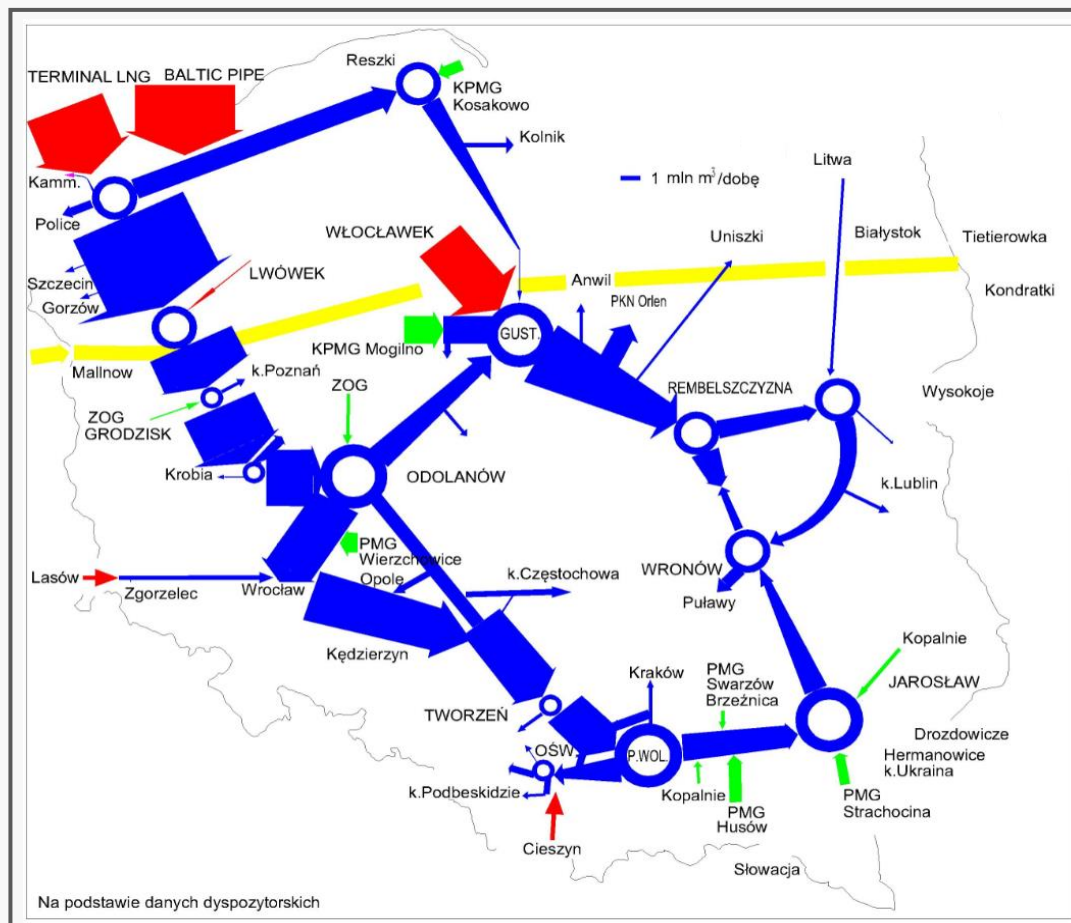 Reszki
TERMINAL LNG
BALTIC PIPE
KPMG
Kosakowo
Kolnik
Litwa
1 mln m³/dobę
Kamm.
Police
WŁOCŁAWEK
Uniszki
Białystok
Tietierowka
Szczecin
Gorzów
LWÓWEK
Anwil
PKN Orlen
Kondratki
GUST.
KPMG Mogilno
Mallnow
k.Poznań
ZOG
REMBELSZCZYZNA
Wysokoje
ZOG
GRODZISK
Krobia
ODOLANÓW
k.Lublin
PMG
Wierzchowice
Opole
Lasów
Zgorzelec
Wrocław
k.Częstochowa
WRONÓW
Puławy
Kędzierzyn
Kopalnie
Kraków
PMG
Swarzów
Brzeźnica
JAROSŁAW
TWORZEŃ
Drozdowicze
Hermanowice
k.Ukraina
OŚW.
P.WOL.
k.Podbeskidzie
Kopalnie
PMG
Husów
PMG
Strachocina
Cieszyn
Słowacja
Na podstawie danych dyspozytorskich